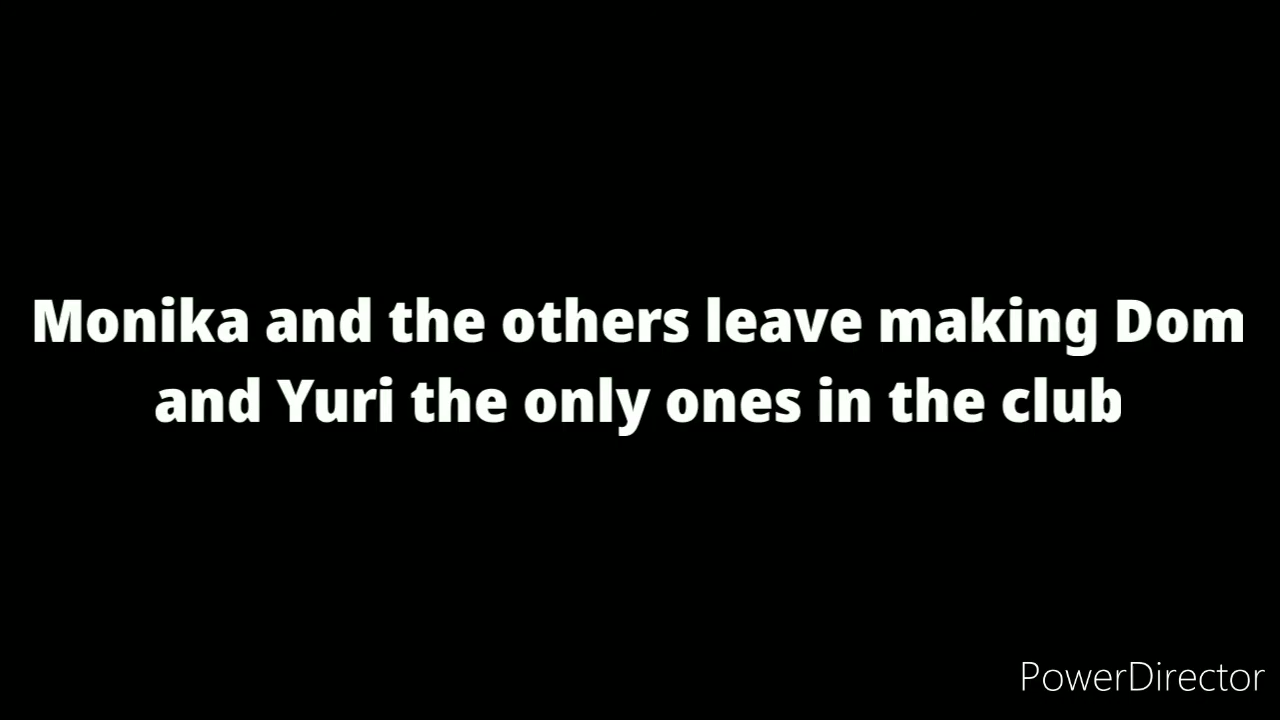 Monika and the others leave making Dom
and Yuri the only ones in the club
PowerDirector